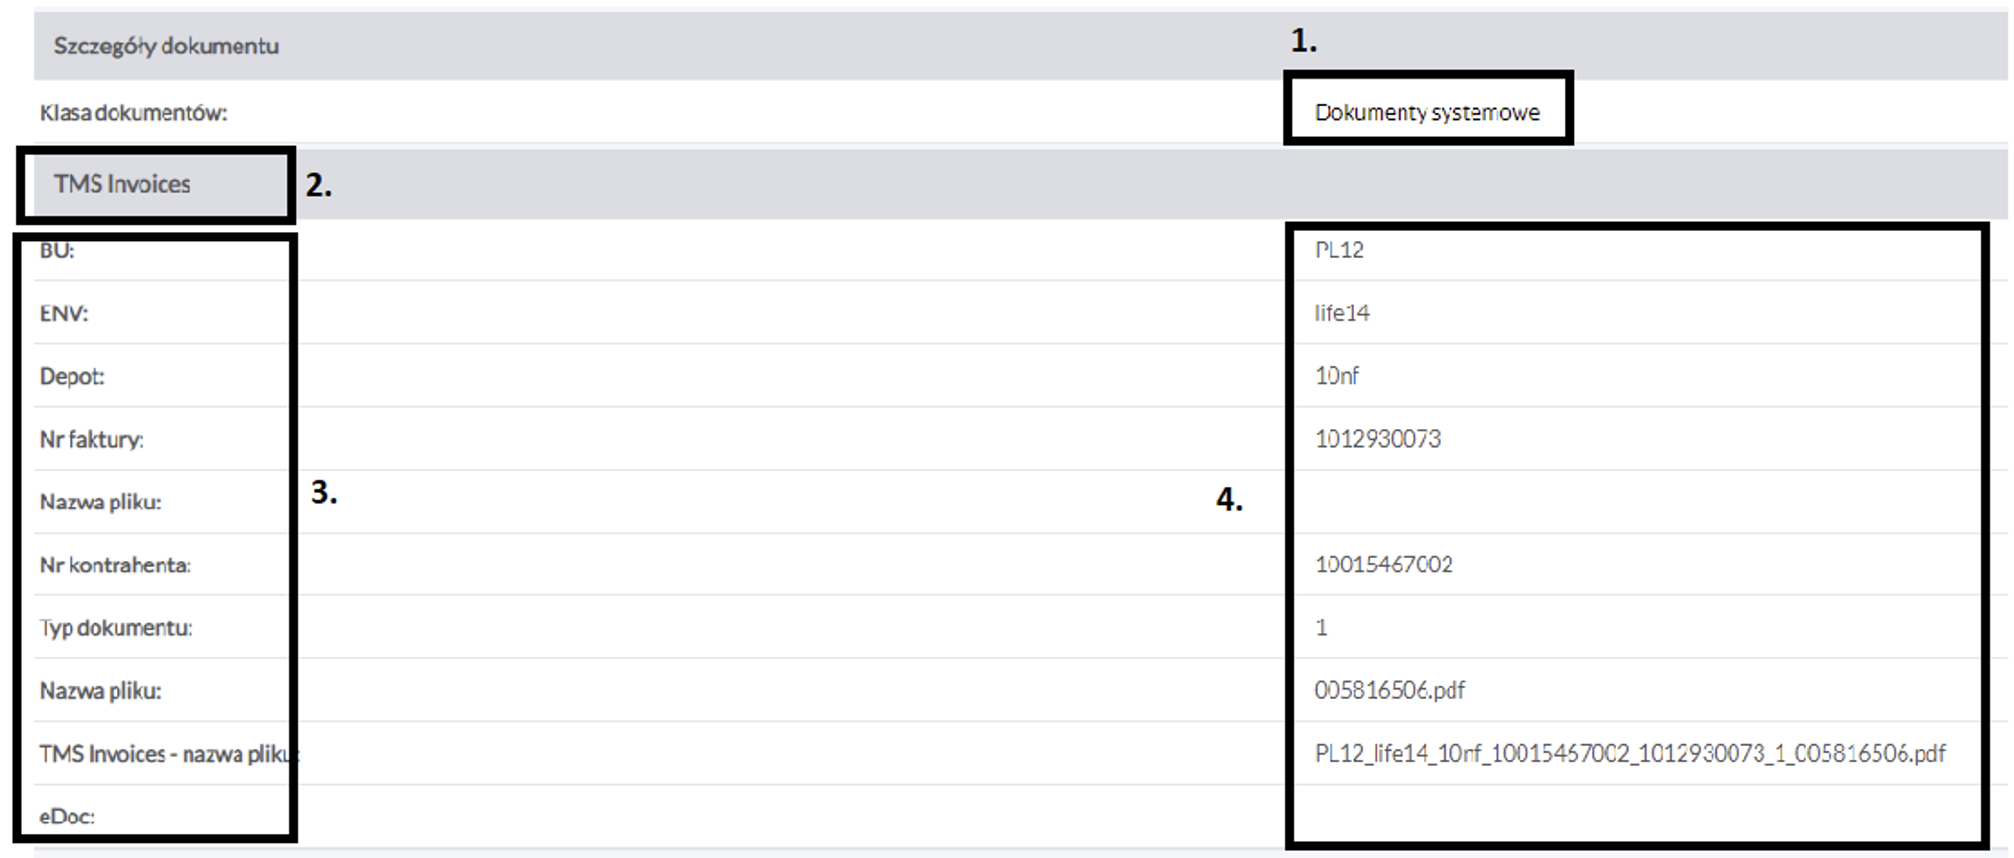 Szczegóły dokumentu
1.
Klasa dokumentów: Dokumenty systemowe
TMS Invoices 2.
BU: PL12
ENV: life14
Depot: 10nf
Nr faktury: 1012930073
Nazwa pliku:
3.
4.
Nr kontrahenta: 10015467002
Typ dokumentu: 1
Nazwa pliku: 005816506.pdf
TMS Invoices - nazwa pliku: PL12_life14_10nf_10015467002_1012930073_1_005816506.pdf
eDoc: